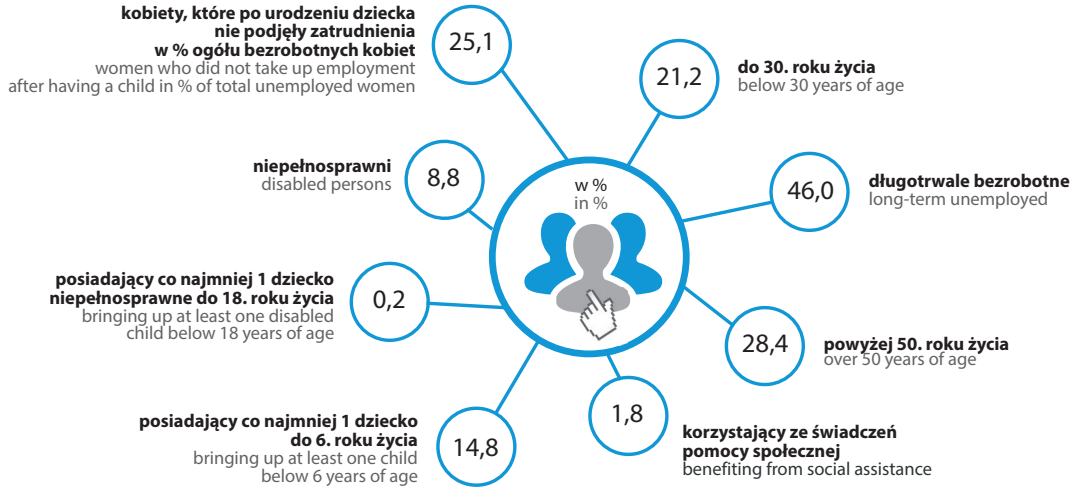 kobiety, które po urodzeniu dziecka
nie podjęły zatrudnienia
w % ogółu bezrobotnych kobiet
women who did not take up employment
after having a child in % of total unemployed women
25,1
21,2
do 30. roku życia
below 30 years of age
niepełnosprawni
disabled persons
8,8
w %
in %
46,0
długotrwale bezrobotne
long-term unemployed
posiadający co najmniej 1 dziecko
niepełnosprawne do 18. roku życia
bringing up at least one disabled
child below 18 years of age
0,2
28,4
powyżej 50. roku życia
over 50 years of age
posiadający co najmniej 1 dziecko
do 6. roku życia
bringing up at least one child
below 6 years of age
14,8
1,8
korzystający ze świadczeń
pomocy społecznej
benefiting from social assistance